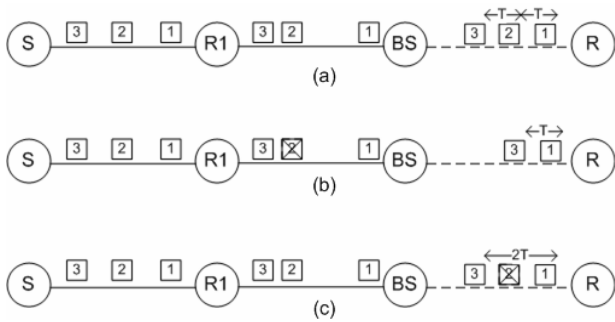 T T
3 2 1 3 2 1 3 2 1
S R1 BS R
(a)
T
3 2 1 3 2 1 3 1
S R1 BS R
(b)
2T
3 2 1 3 2 1 3 2 1
S R1 BS R
(c)